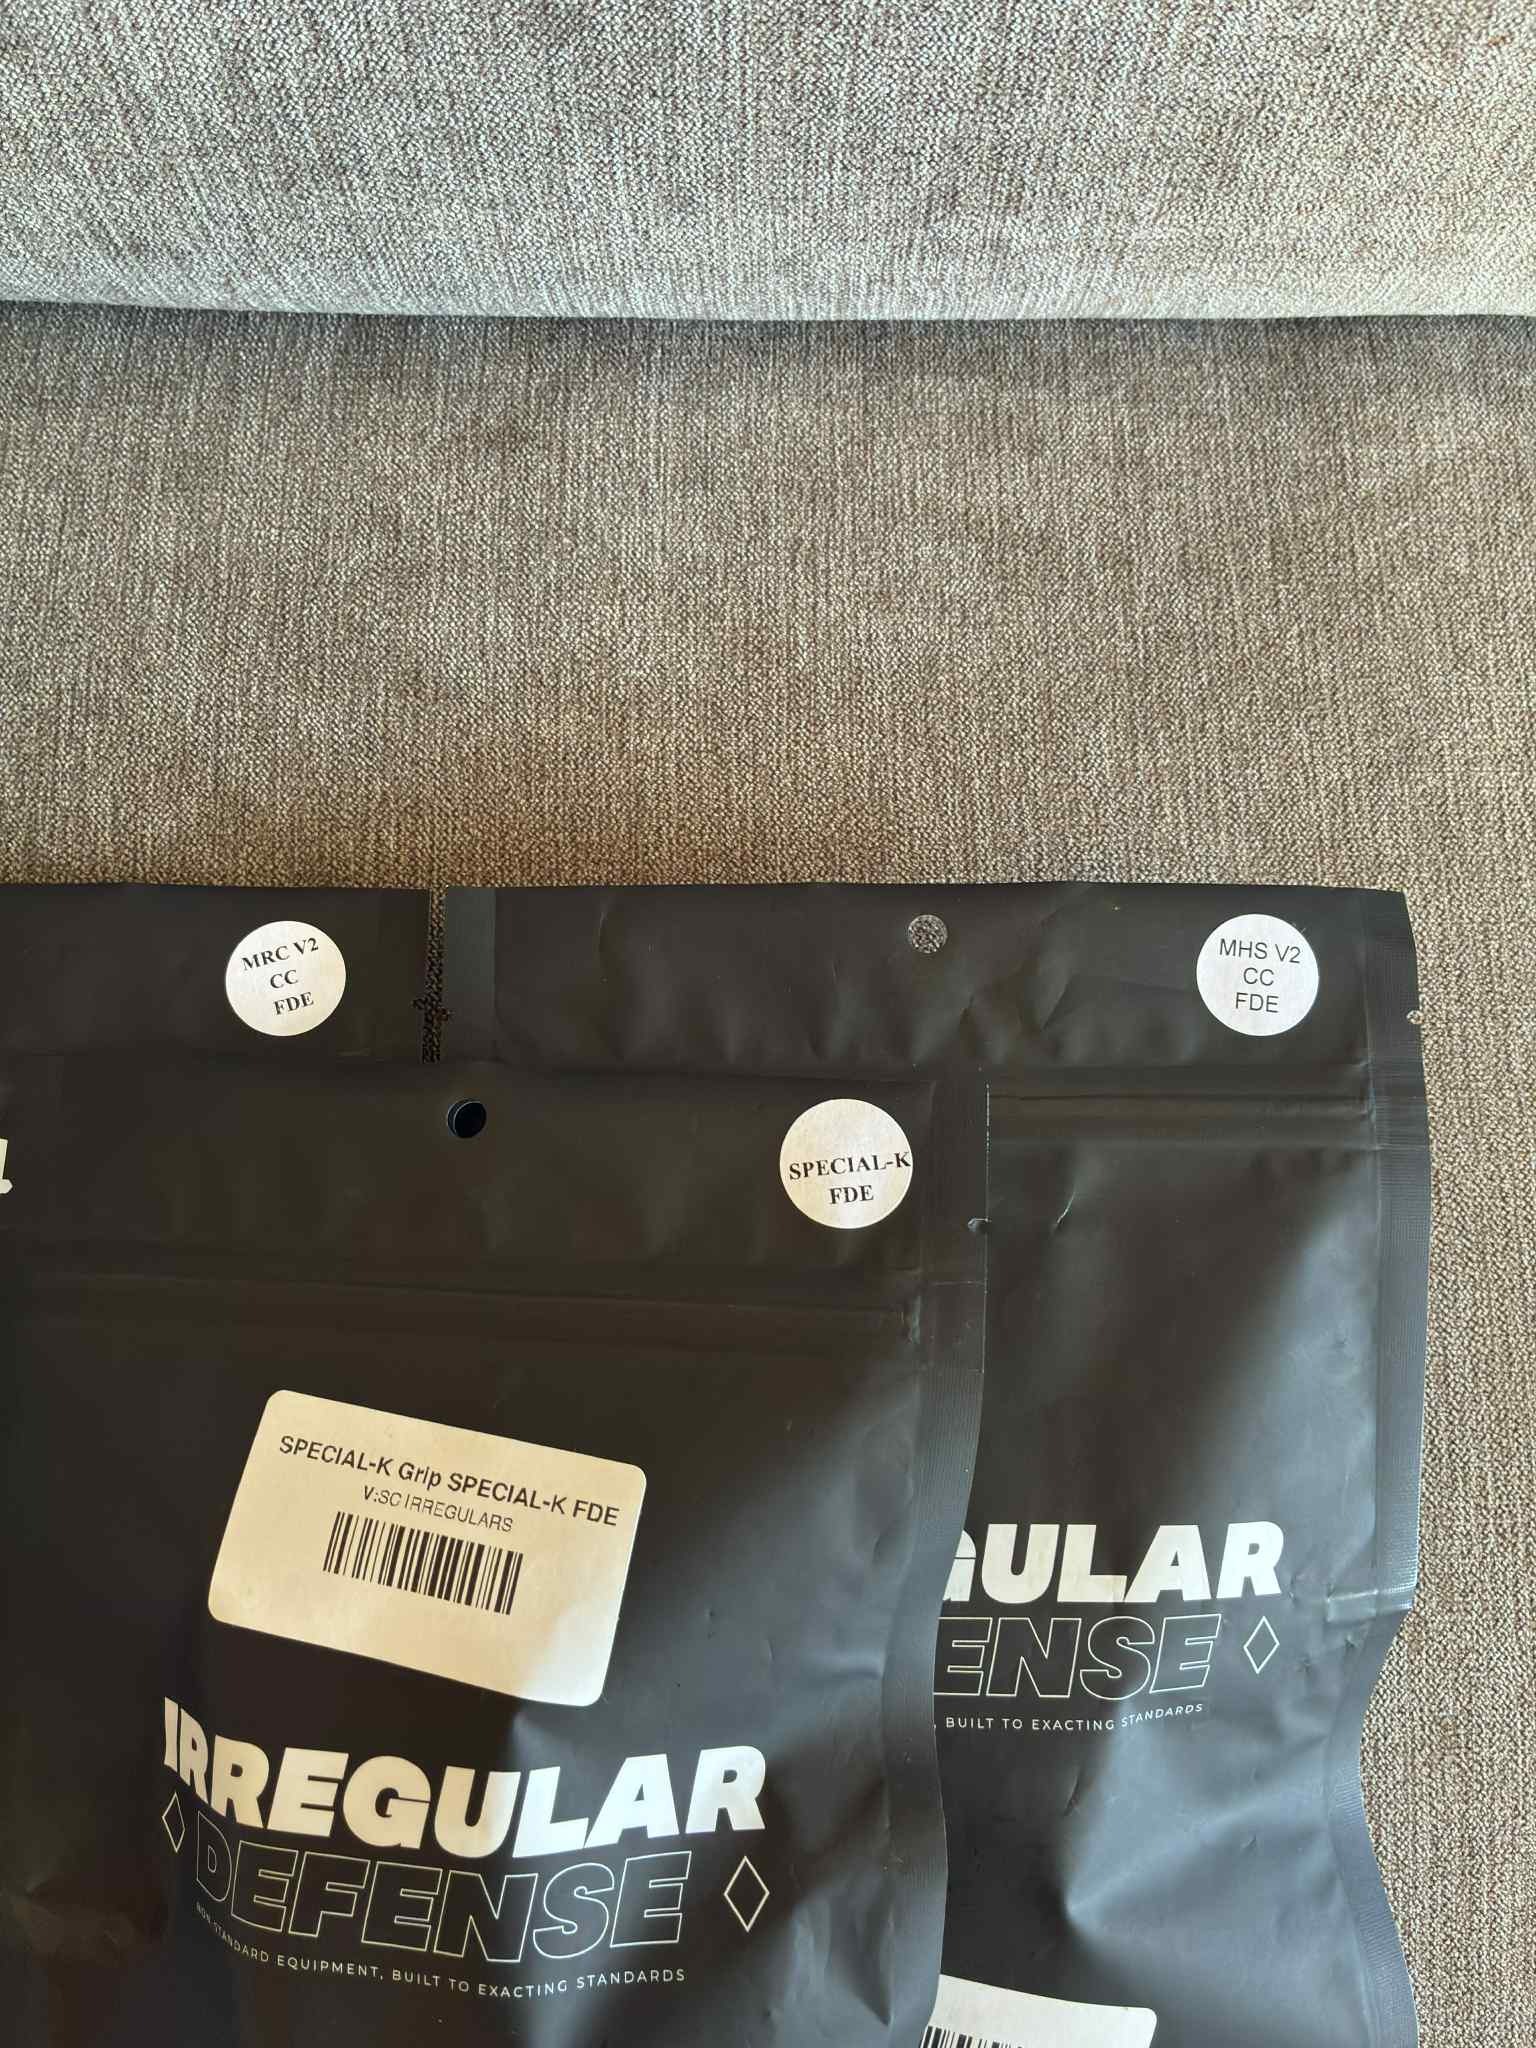 MRC V2
CC
FDE
MHS V2
CC
FDE
SPECIAL-K
FDE
SPECIAL-K Grip SPECIAL-K FDE
V:SC IRREGULARS
IRREGULAR
DEFENSE
NON-STANDARD EQUIPMENT, BUILT TO EXACTING STANDARDS
GULAR
ENSE
, BUILT TO EXACTING STANDARDS